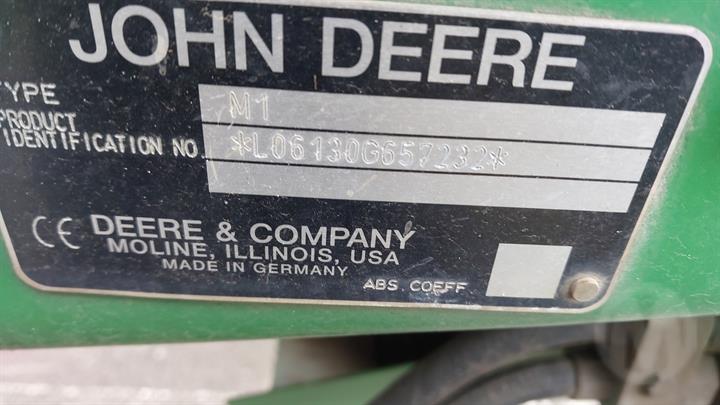 JOHN DEERE
TYPE M1
PRODUCT
IDENTIFICATION NO. *L06130G657232*
CE DEERE & COMPANY
MOLINE, ILLINOIS, USA
MADE IN GERMANY
ABS. COEFF